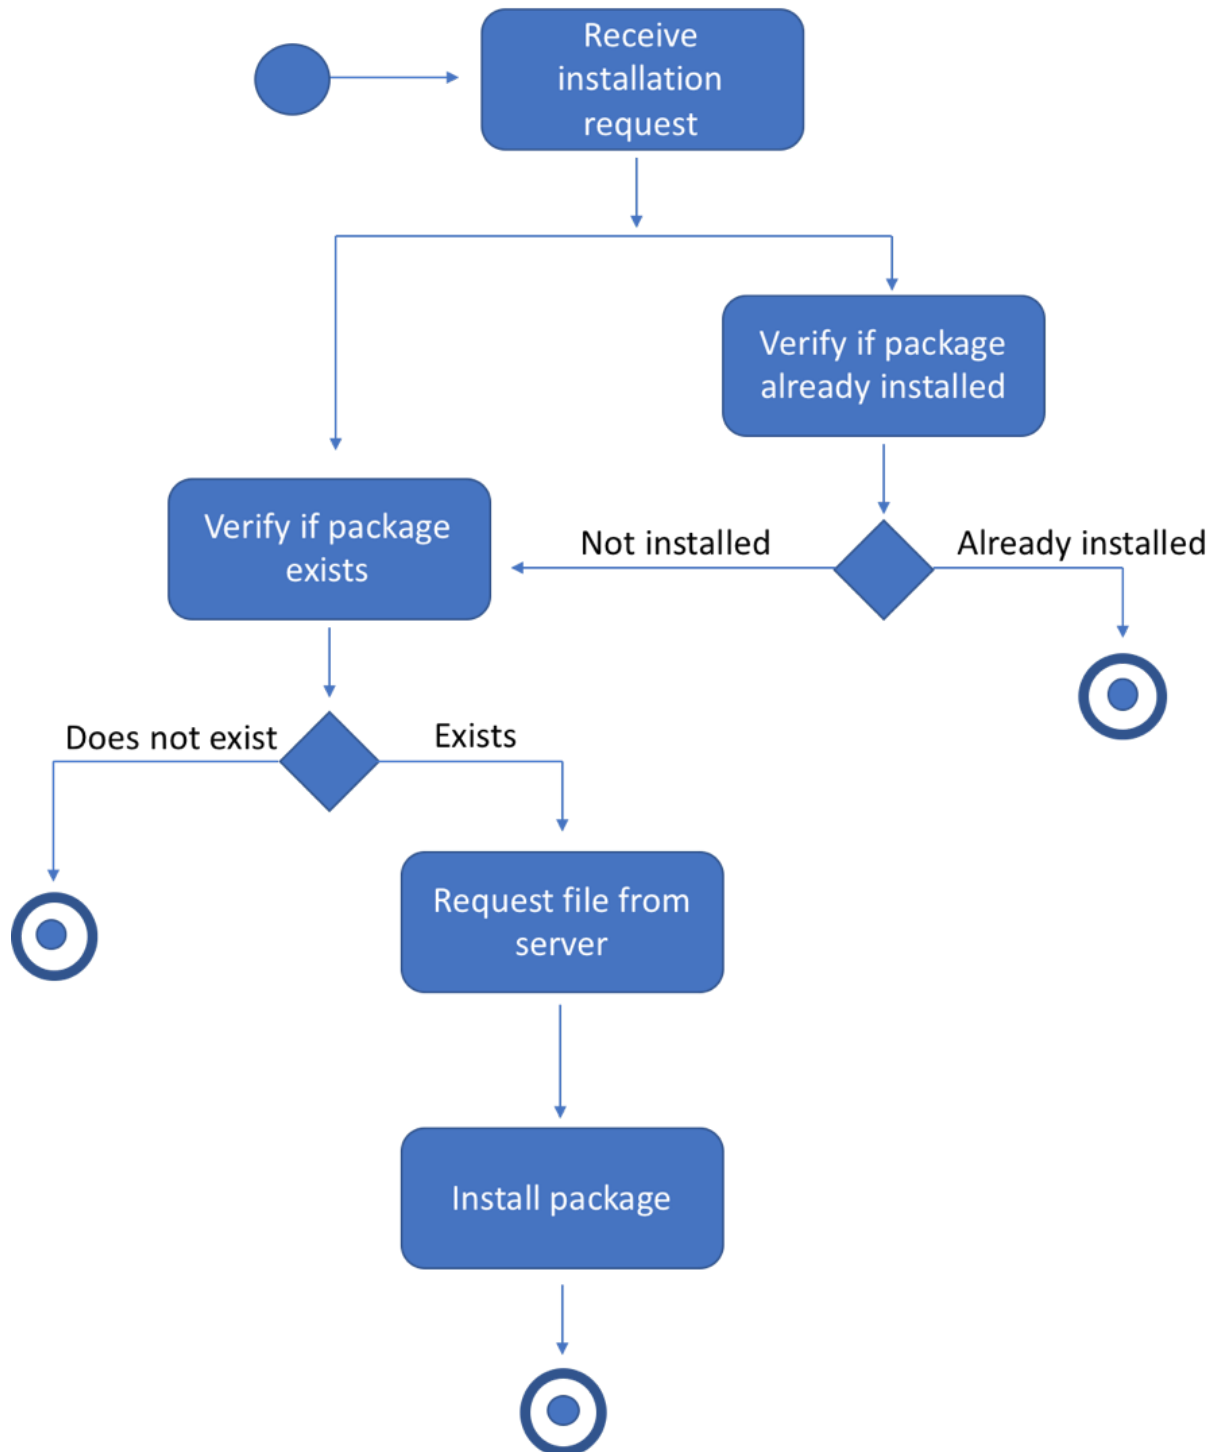 Receive
installation
request
Verify if package
already installed
Verify if package
exists
Not installed
Already installed
Does not exist
Exists
Request file from
server
Install package